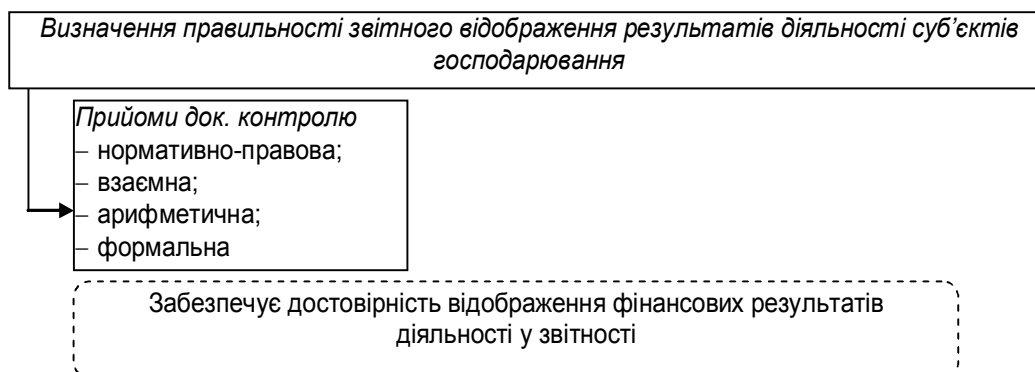 Визначення правильності звітного відображення результатів діяльності суб’єктів
господарювання
Прийоми док. контролю
– нормативно-правова;
– взаємна;
– арифметична;
– формальна
Забезпечує достовірність відображення фінансових результатів
діяльності у звітності